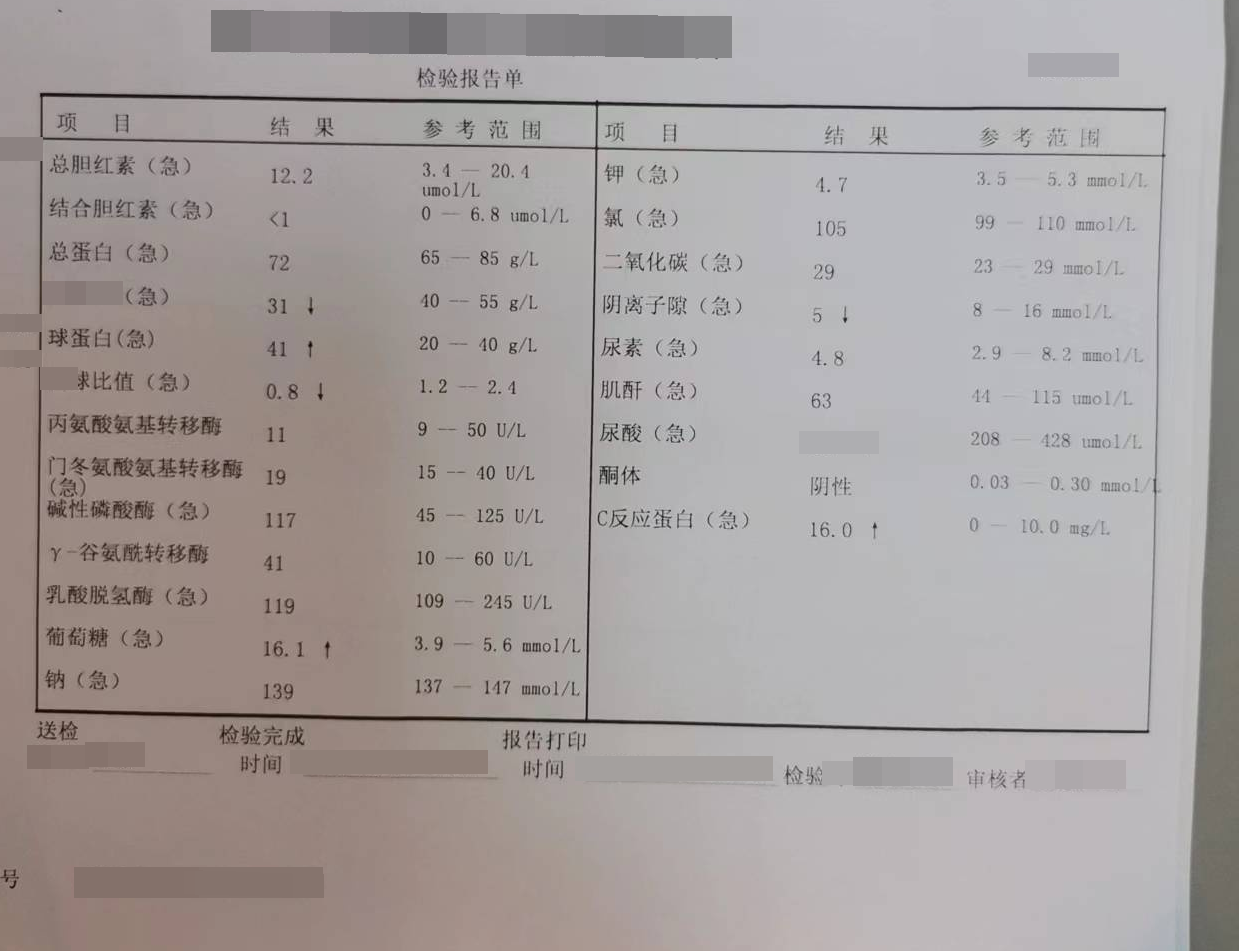 检验报告单
项 目 结 果 参 考 范 围 项 目 结 果 参 考 范 围
总胆红素（急） 12.2 3.4 — 20.4 umol/L 钾（急） 4.7 3.5 — 5.3 mmol/L
结合胆红素（急） <1 0 — 6.8 umol/L 氯（急） 105 99 — 110 mmol/L
总蛋白（急） 72 65 — 85 g/L 二氧化碳（急） 29 23 — 29 mmol/L
（急） 31 ↓ 40 — 55 g/L 阴离子隙（急） 5 ↓ 8 — 16 mmol/L
球蛋白(急) 41 ↑ 20 — 40 g/L 尿素（急） 4.8 2.9 — 8.2 mmol/L
球比值（急） 0.8 ↓ 1.2 — 2.4 肌酐（急） 63 44 — 115 umol/L
丙氨酸氨基转移酶 11 9 — 50 U/L 尿酸（急） 208 — 428 umol/L
门冬氨酸氨基转移酶(急) 19 15 — 40 U/L 酮体 阴性 0.03 — 0.30 mmol/L
碱性磷酸酶（急） 117 45 — 125 U/L C反应蛋白（急） 16.0 ↑ 0 — 10.0 mg/L
γ-谷氨酰转移酶 41 10 — 60 U/L
乳酸脱氢酶（急） 119 109 — 245 U/L
葡萄糖（急） 16.1 ↑ 3.9 — 5.6 mmol/L
钠（急） 139 137 — 147 mmol/L
送检 检验完成时间 报告打印时间 检验 审核者
号